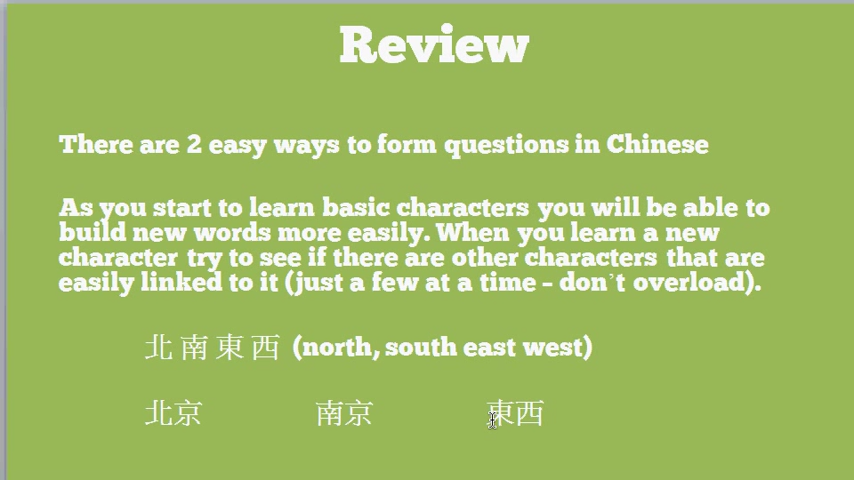 Review
There are 2 easy ways to form questions in Chinese
As you start to learn basic characters you will be able to
build new words more easily. When you learn a new
character try to see if there are other characters that are
easily linked to it (just a few at a time – don’t overload).
北 南 東 西 (north, south east west)
北京 南京 東西